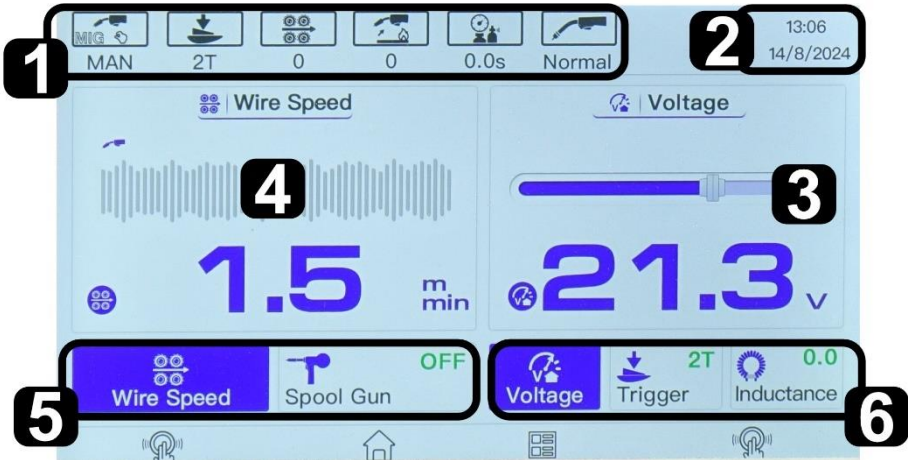 1
MIG
MAN
2T
0
0
0.0s
Normal
2
13:06
14/8/2024
Wire Speed
4
1.5
m
min
Voltage
V
3
21.3
V
5
Wire Speed
OFF
Spool Gun
V
Voltage
2T
Trigger
0.0
Inductance
6